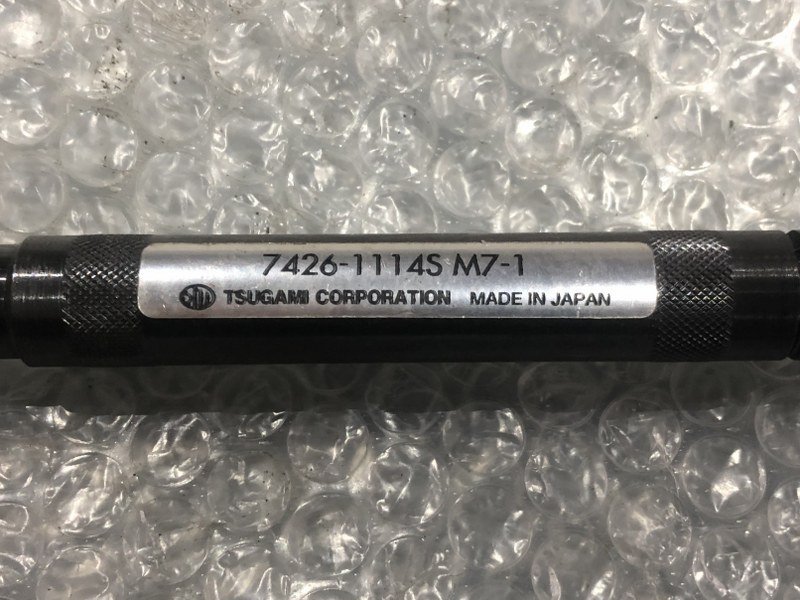 7426-1114S M7-1
TSUGAMI CORPORATION MADE IN JAPAN